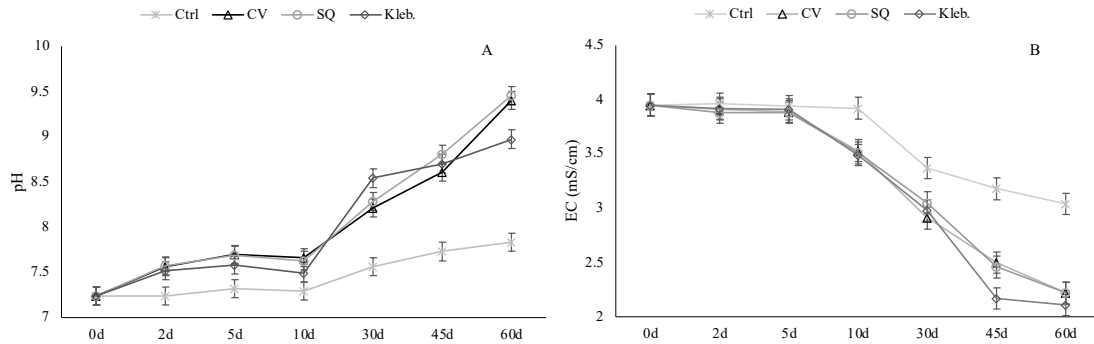 Ctrl CV SQ Kleb.
A
10
9.5
9
8.5
8
7.5
7
pH
0d 2d 5d 10d 30d 45d 60d
Ctrl CV SQ Kleb.
B
4.5
4
3.5
3
2.5
2
EC (mS/cm)
0d 2d 5d 10d 30d 45d 60d